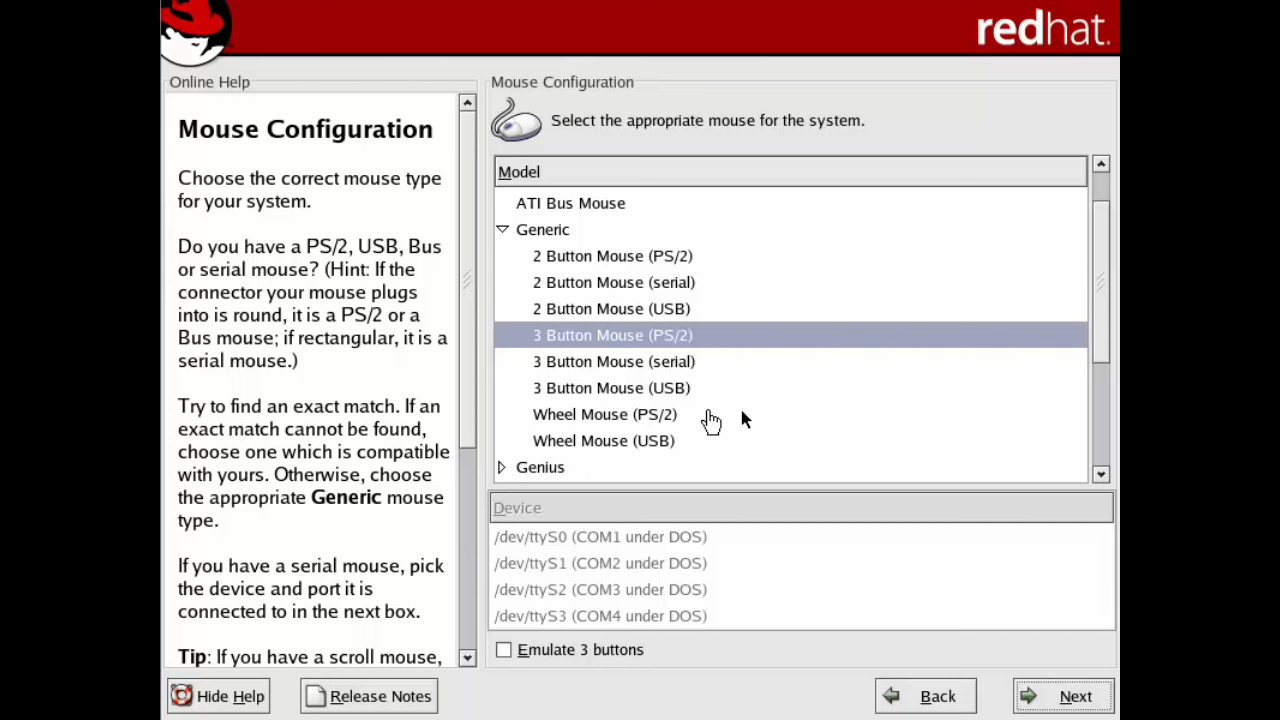 redhat.
Online Help
Mouse Configuration
Choose the correct mouse type
for your system.
Do you have a PS/2, USB, Bus
or serial mouse? (Hint: If the
connector your mouse plugs
into is round, it is a PS/2 or a
Bus mouse; if rectangular, it is a
serial mouse.)
Try to find an exact match. If an
exact match cannot be found,
choose one which is compatible
with yours. Otherwise, choose
the appropriate Generic mouse
type.
If you have a serial mouse, pick
the device and port it is
connected to in the next box.
Tip: If you have a scroll mouse,
Mouse Configuration
Select the appropriate mouse for the system.
Model
ATI Bus Mouse
Generic
2 Button Mouse (PS/2)
2 Button Mouse (serial)
2 Button Mouse (USB)
3 Button Mouse (PS/2)
3 Button Mouse (serial)
3 Button Mouse (USB)
Wheel Mouse (PS/2)
Wheel Mouse (USB)
Genius
Device
/dev/ttyS0 (COM1 under DOS)
/dev/ttyS1 (COM2 under DOS)
/dev/ttyS2 (COM3 under DOS)
/dev/ttyS3 (COM4 under DOS)
Emulate 3 buttons
Hide Help
Release Notes
Back
Next